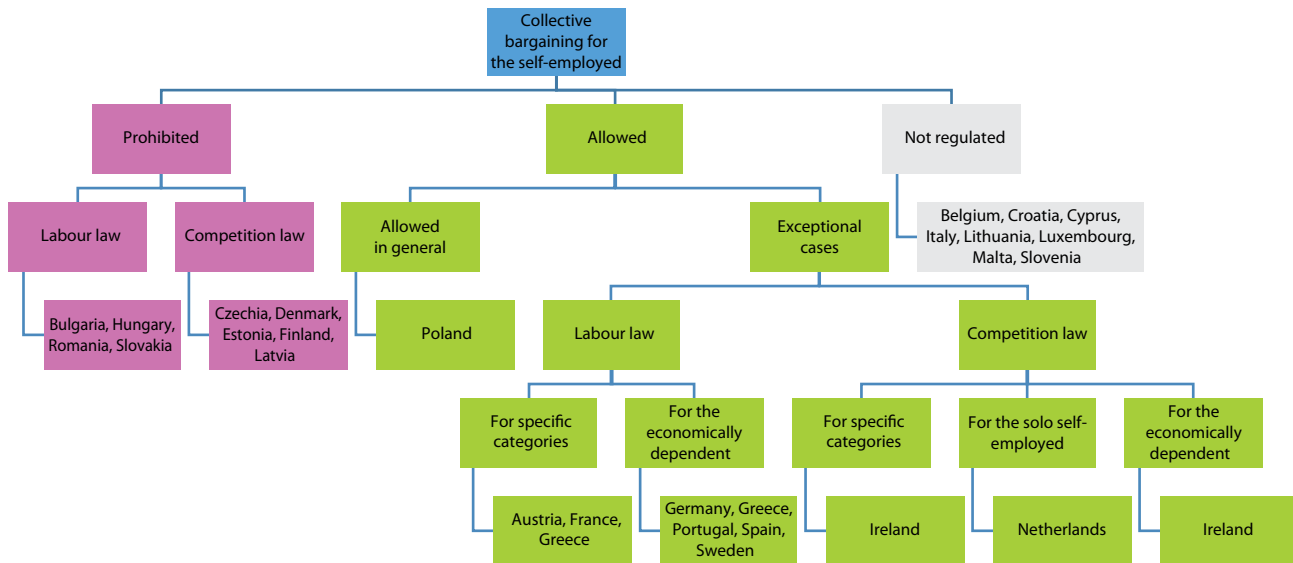 Collective
bargaining for
the self-employed
Prohibited
Allowed
Not regulated
Labour law
Competition law
Allowed
in general
Exceptional
cases
Belgium, Croatia, Cyprus,
Italy, Lithuania, Luxembourg,
Malta, Slovenia
Bulgaria, Hungary,
Romania, Slovakia
Czechia, Denmark,
Estonia, Finland,
Latvia
Poland
Labour law
Competition law
For specific
categories
For the
economically
dependent
For specific
categories
For the solo self-
employed
For the
economically
dependent
Austria, France,
Greece
Germany, Greece,
Portugal, Spain,
Sweden
Ireland
Netherlands
Ireland